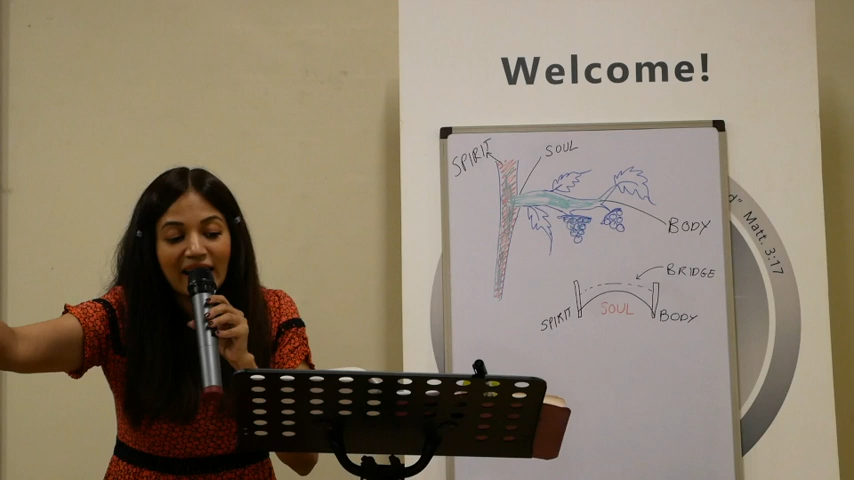 Welcome!
SPIRIT
SOUL
BODY
BRIDGE
SPIRIT
SOUL
BODY
d" Matt. 3:17